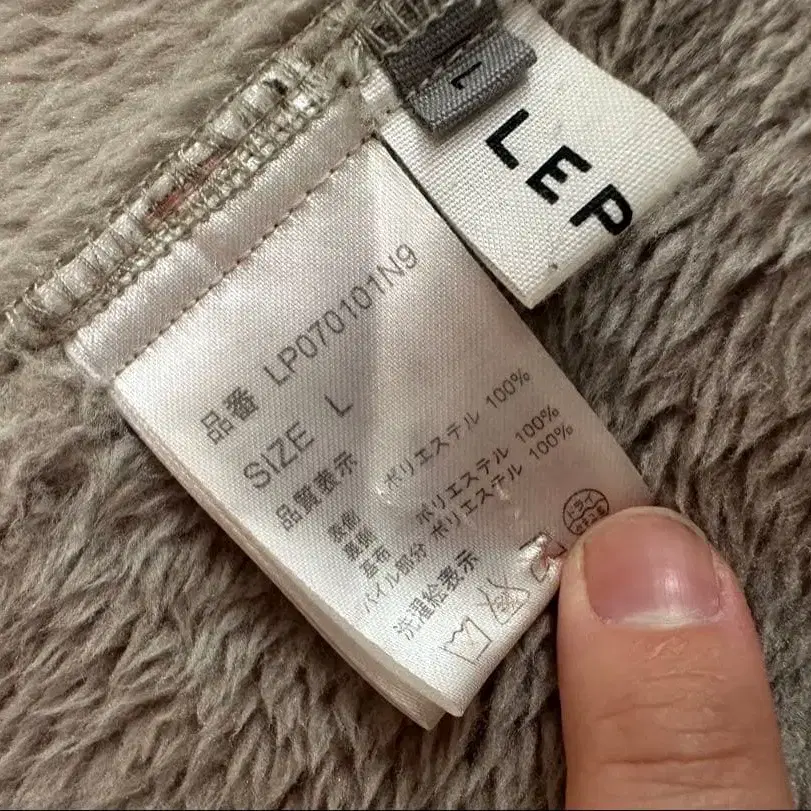 L
LEP
品番 LP070101N9
SIZE L
品質表示
表側 ポリエステル 100%
裏側
基布 ポリエステル 100%
パイル部分 ポリエステル 100%
洗濯絵表示
ドライ